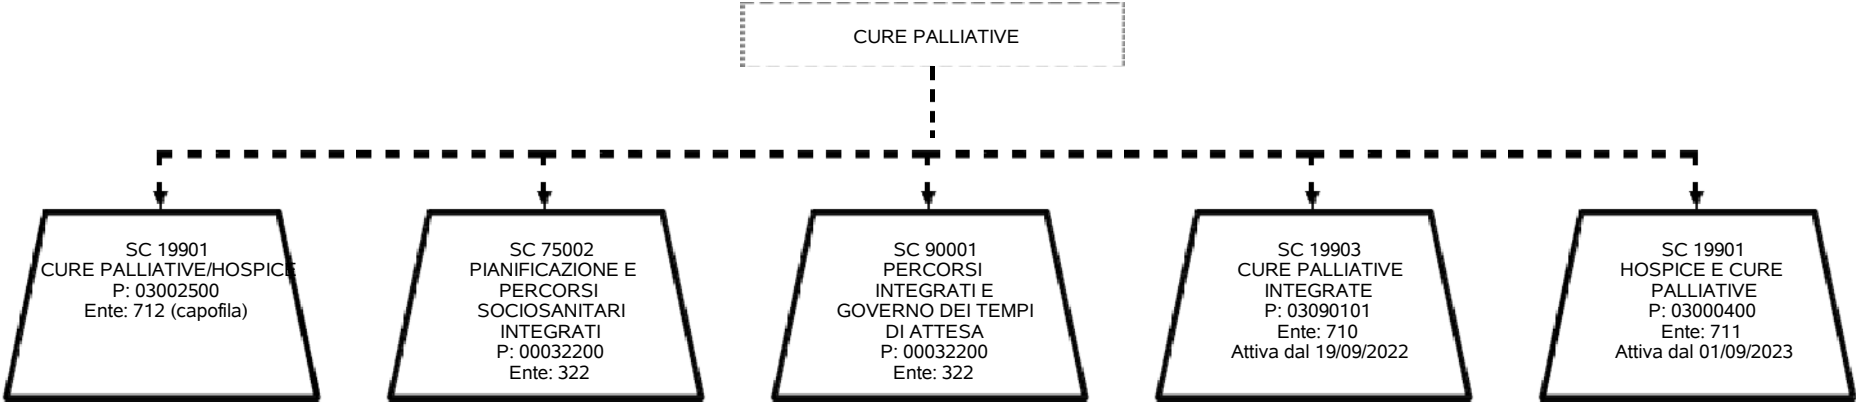 CURE PALLIATIVE
SC 19901
CURE PALLIATIVE/HOSPICE
P: 03002500
Ente: 712 (capofila)
SC 75002
PIANIFICAZIONE E
PERCORSI
SOCIOSANITARI
INTEGRATI
P: 00032200
Ente: 322
SC 90001
PERCORSI
INTEGRATI E
GOVERNO DEI TEMPI
DI ATTESA
P: 00032200
Ente: 322
SC 19903
CURE PALLIATIVE
INTEGRATE
P: 03090101
Ente: 710
Attiva dal 19/09/2022
SC 19901
HOSPICE E CURE
PALLIATIVE
P: 03000400
Ente: 711
Attiva dal 01/09/2023